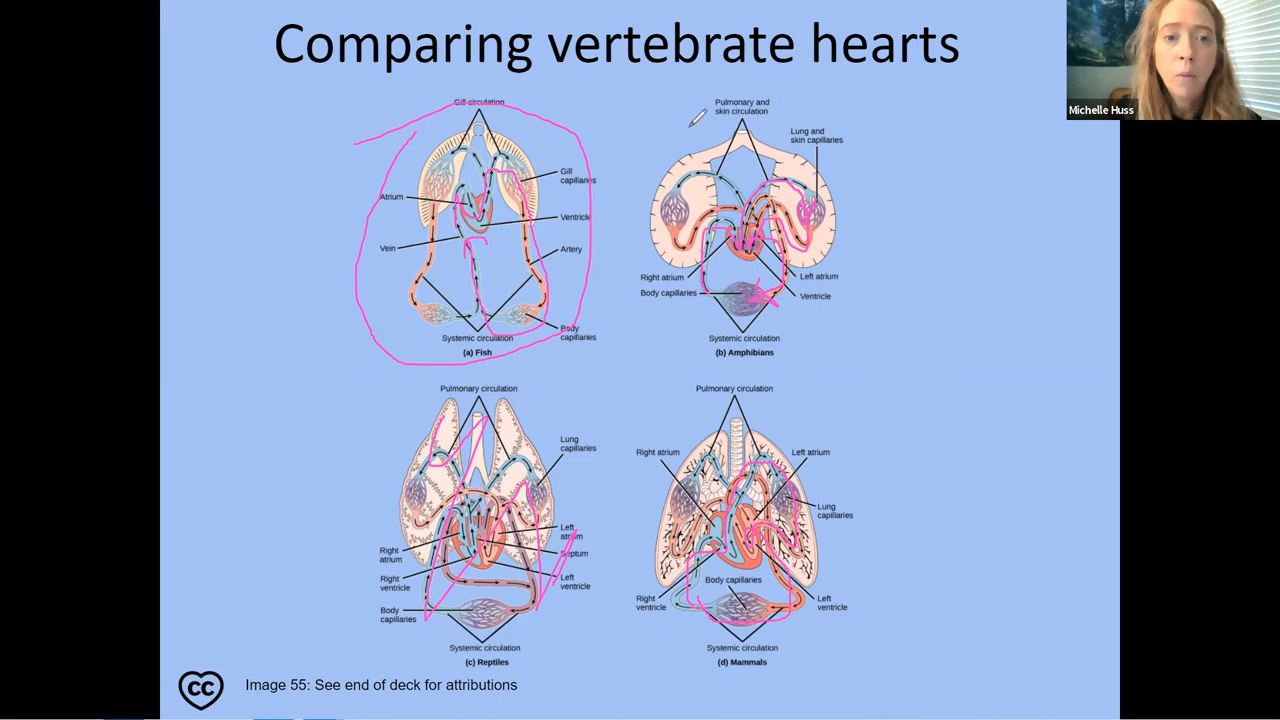 Comparing vertebrate hearts
Michelle Huss
Gill circulation
Gill
capillaries
Atrium
Ventricle
Vein
Artery
Body
capillaries
Systemic circulation
(a) Fish
Pulmonary and
skin circulation
Lung and
skin capillaries
Right atrium
Left atrium
Body capillaries
Ventricle
Systemic circulation
(b) Amphibians
Pulmonary circulation
Lung
capillaries
Left
atrium
Septum
Right
atrium
Right
ventricle
Left
ventricle
Body
capillaries
Systemic circulation
(c) Reptiles
Pulmonary circulation
Right atrium
Left atrium
Lung
capillaries
Body capillaries
Right
ventricle
Left
ventricle
Systemic circulation
(d) Mammals
CC
Image 55: See end of deck for attributions